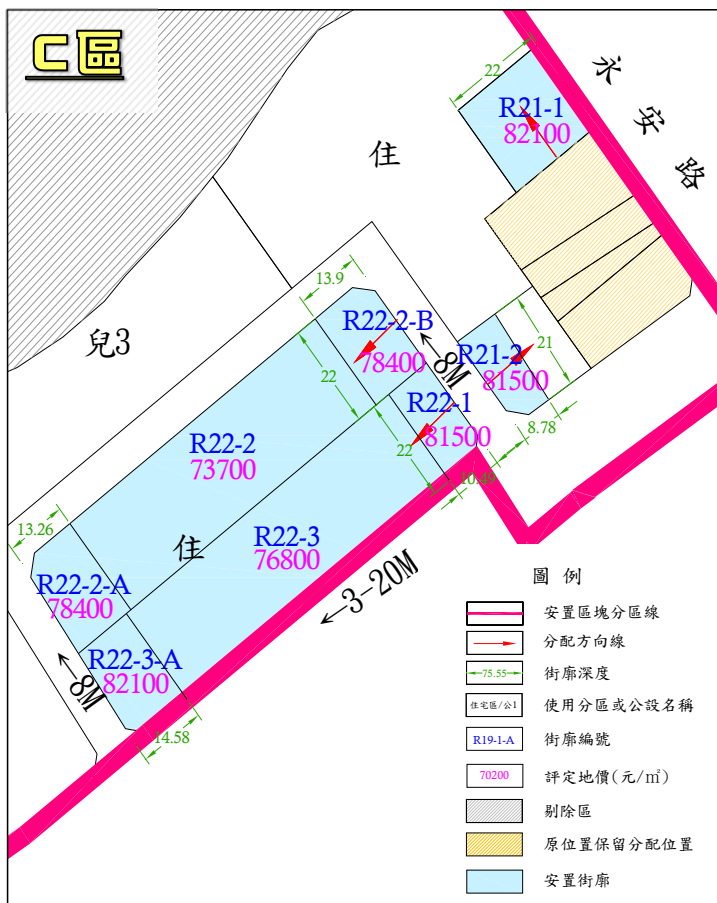 C區
永安路
22
R21-1
82100
住
13.9
兒3
R22-2-B
78400
8M
R21-2
81500
21
22
R22-1
81500
8.78
22
R22-2
73700
10.49
13.26
住
R22-3
76800
R22-2-A
78400
3-20M
R22-3-A
82100
8M
14.58
圖例
安置區塊分區線
分配方向線
75.55 街廓深度
住宅區/公1 使用分區或公設名稱
R19-1-A 街廓編號
70200 評定地價(元/㎡)
剔除區
原位置保留分配位置
安置街廓